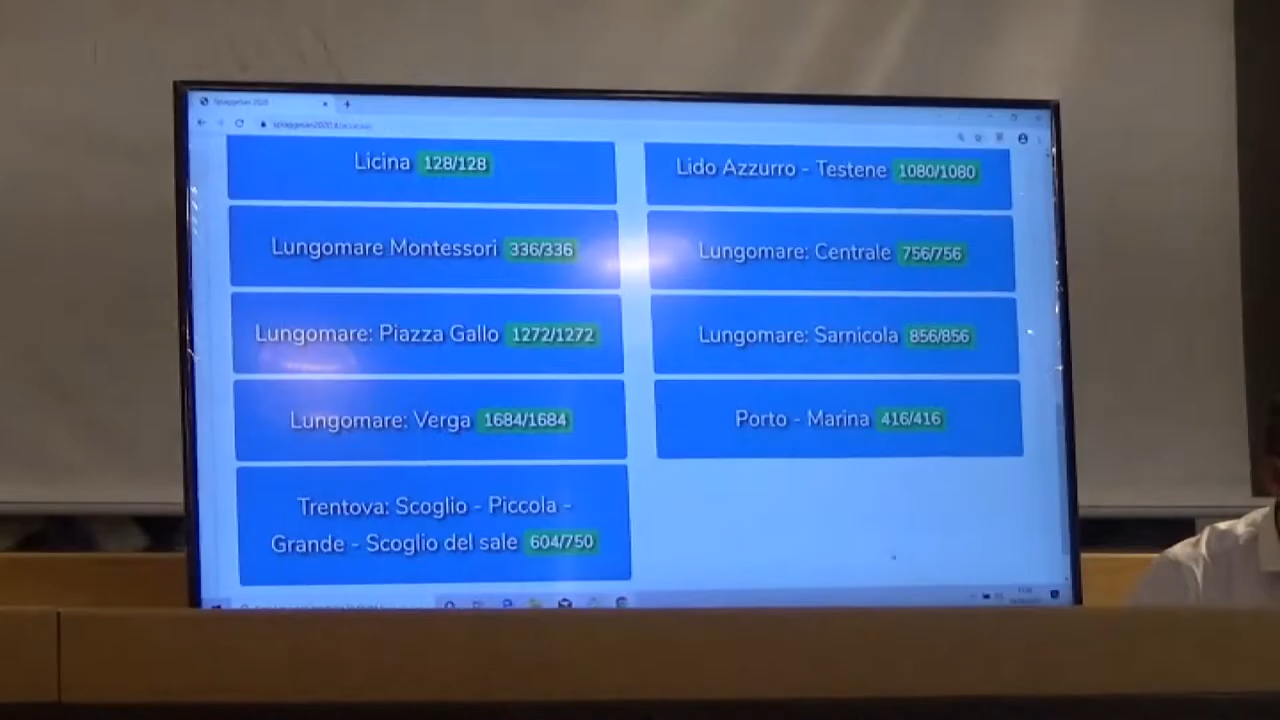 Spiaggesan 2020
Licina 128/128
Lido Azzurro - Testene 1080/1080
Lungomare Montessori 336/336
Lungomare: Centrale 756/756
Lungomare: Piazza Gallo 1272/1272
Lungomare: Sarnicola 856/856
Lungomare: Verga 1684/1684
Porto - Marina 416/416
Trentova: Scoglio - Piccola -
Grande - Scoglio del sale 604/750